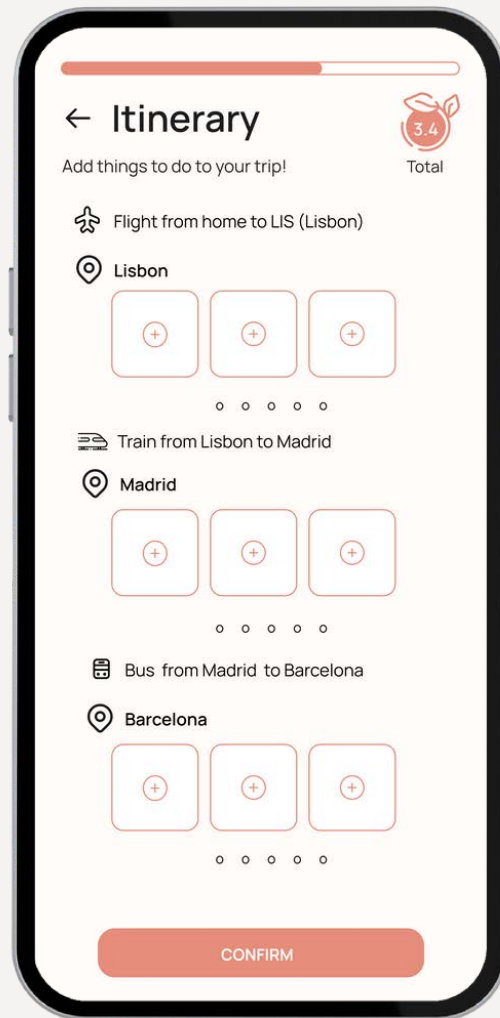 Itinerary
3.4
Add things to do to your trip!
Total
Flight from home to LIS (Lisbon)
Lisbon
Train from Lisbon to Madrid
Madrid
Bus from Madrid to Barcelona
Barcelona
CONFIRM